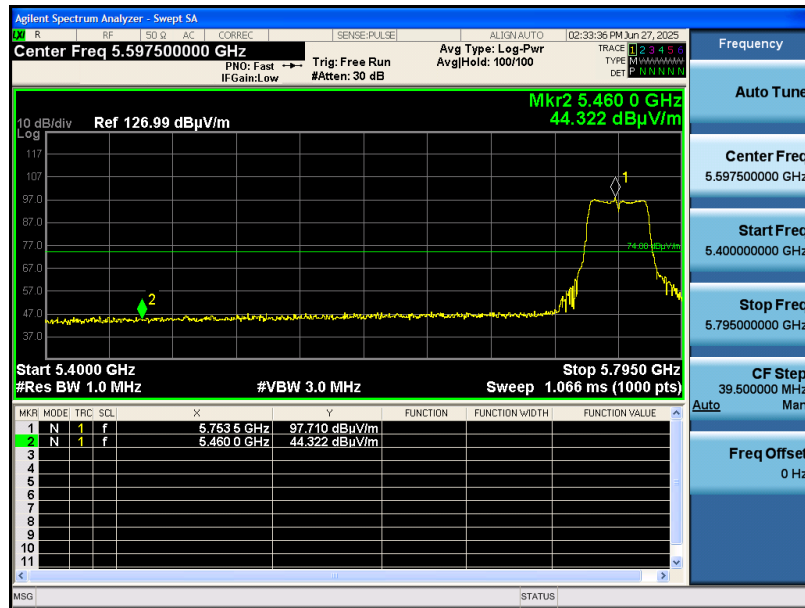 Agilent Spectrum Analyzer - Swept SA
LXI R RF 50 Ω AC CORREC SENSE:PULSE ALIGN AUTO 02:33:36 PM Jun 27, 2025
Center Freq 5.597500000 GHz
PNO: Fast
IFGain:Low
Trig: Free Run
#Atten: 30 dB
Avg Type: Log-Pwr
Avg|Hold: 100/100
TRACE 1 2 3 4 5 6
TYPE M WWWWW
DET P N N N N N
Mkr2 5.460 0 GHz
44.322 dBµV/m
10 dB/div Ref 126.99 dBµV/m
Log
117
107
97.0
87.0
77.0
67.0
57.0
47.0
37.0
1
2
74.00 dBµV/m
Start 5.4000 GHz Stop 5.7950 GHz
#Res BW 1.0 MHz #VBW 3.0 MHz Sweep 1.066 ms (1000 pts)
MKR MODE TRC SCL X Y FUNCTION FUNCTION WIDTH FUNCTION VALUE
1 N 1 f 5.753 5 GHz 97.710 dBµV/m
2 N 1 f 5.460 0 GHz 44.322 dBµV/m
3
4
5
6
7
8
9
10
11
MSG STATUS
Frequency
Auto Tune
Center Freq
5.597500000 GHz
Start Freq
5.400000000 GHz
Stop Freq
5.795000000 GHz
CF Step
39.500000 MHz
Auto Man
Freq Offset
0 Hz